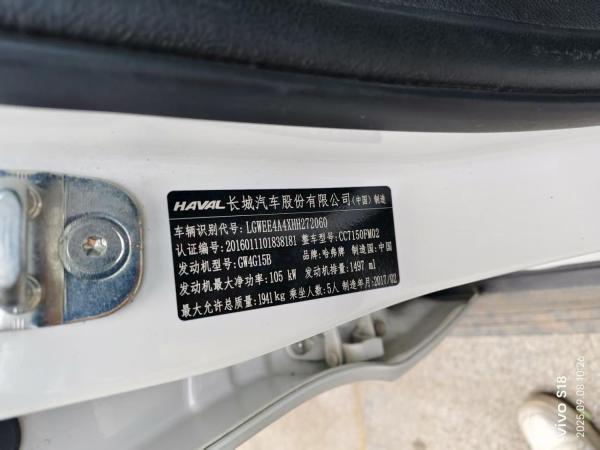 HAVAL 长城汽车股份有限公司(中国)制造
车辆识别代号: LGWEE4A4XHH272060
认证编号: 2016011101838181 整车型号: CC7150FM02
发动机型号: GW4G15B 品牌: 哈弗牌 制造国: 中国
发动机最大净功率: 105 kW 发动机排量: 1497 ml
最大允许总质量: 1941kg 乘坐人数: 5人 制造年月: 2017/02
vivo S18
2025.09.08 10:26